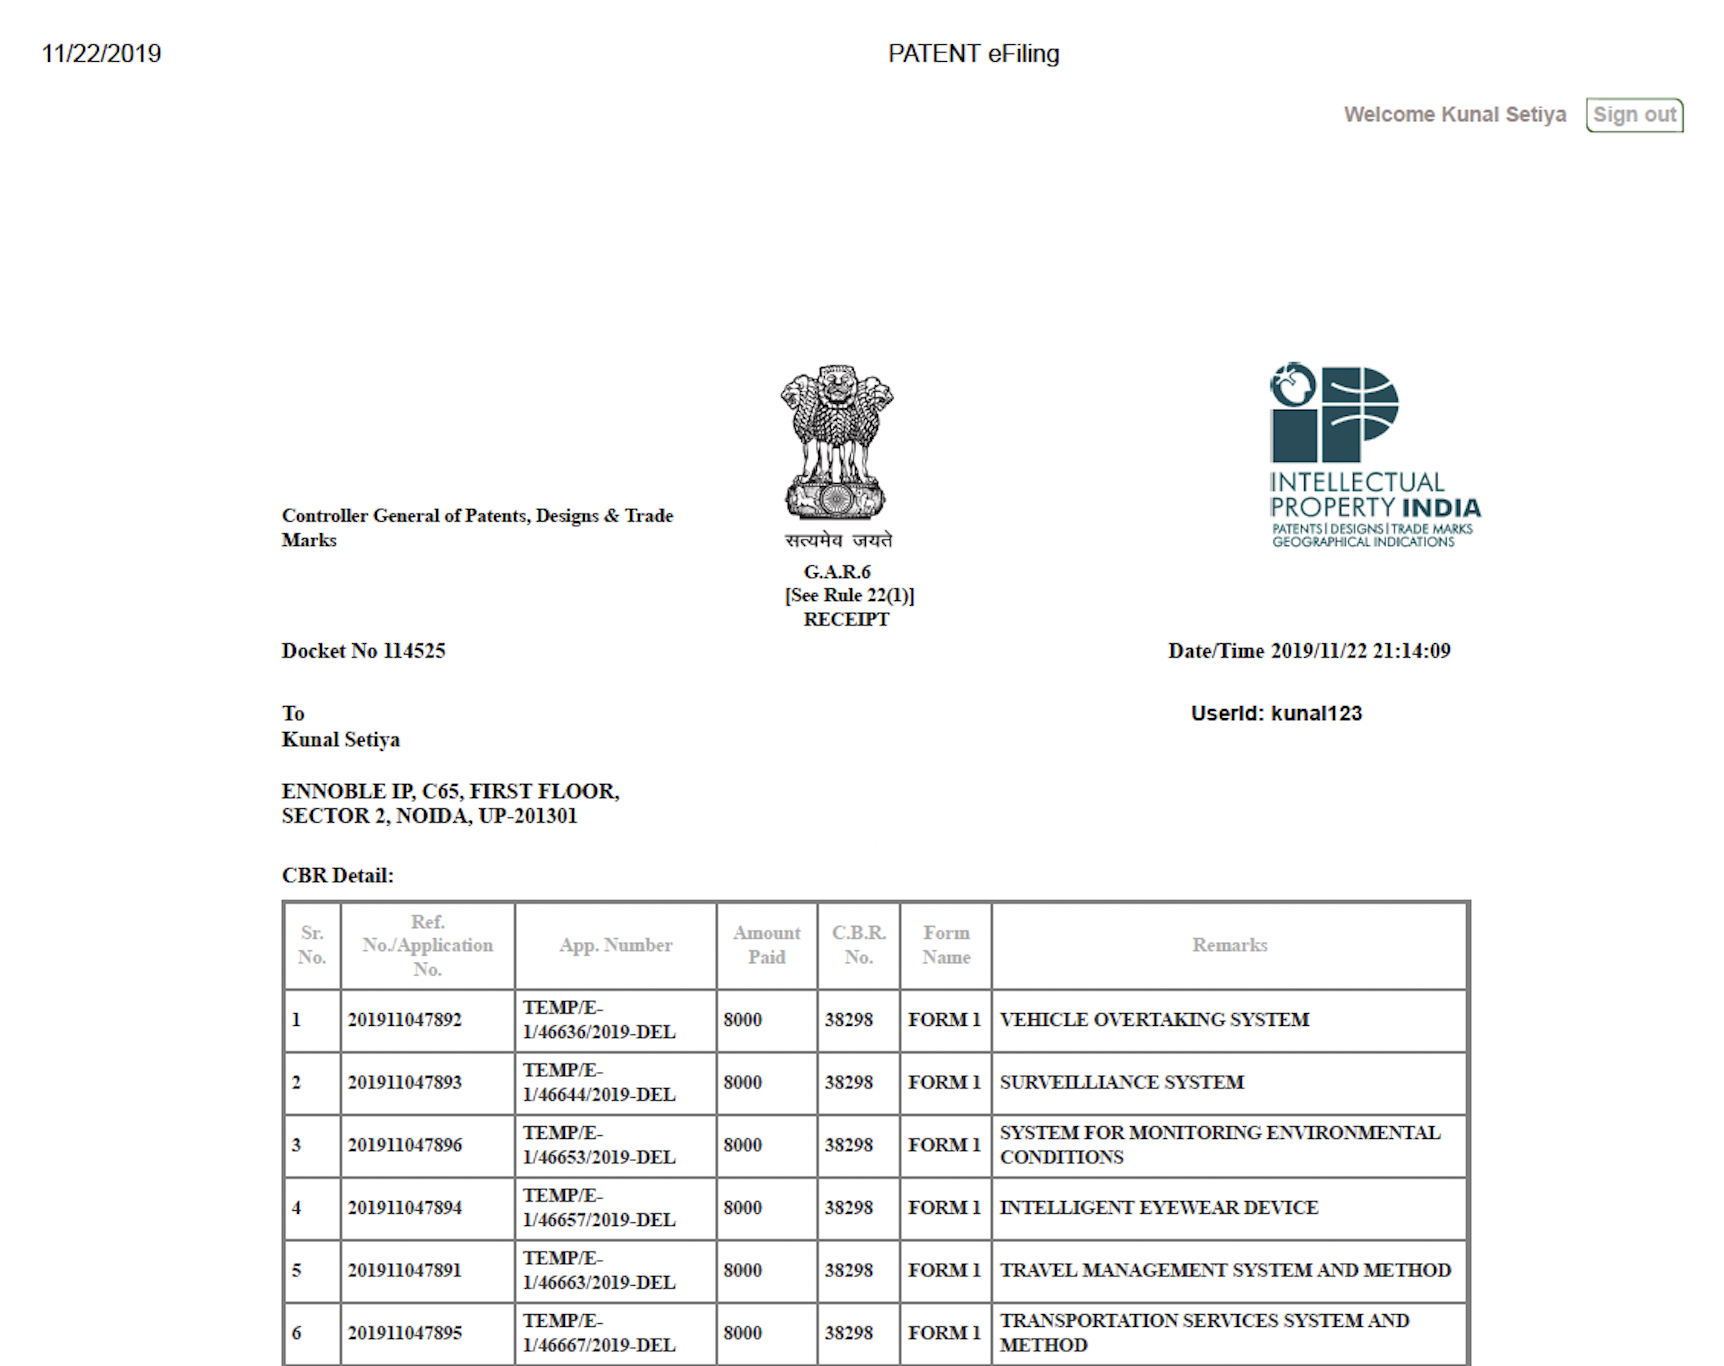 11/22/2019
PATENT eFiling
Welcome Kunal Setiya
Sign out
Controller General of Patents, Designs & Trade
Marks
सत्यमेव जयते
G.A.R.6
[See Rule 22(1)]
RECEIPT
INTELLECTUAL
PROPERTY INDIA
PATENTS | DESIGNS | TRADE MARKS
GEOGRAPHICAL INDICATIONS
Docket No 114525
Date/Time 2019/11/22 21:14:09
To
Kunal Setiya
UserId: kunal123
ENNOBLE IP, C65, FIRST FLOOR,
SECTOR 2, NOIDA, UP-201301
CBR Detail:
Sr. No. Ref. No./Application No. App. Number Amount Paid C.B.R. No. Form Name Remarks
1 201911047892 TEMP/E-1/46636/2019-DEL 8000 38298 FORM 1 VEHICLE OVERTAKING SYSTEM
2 201911047893 TEMP/E-1/46644/2019-DEL 8000 38298 FORM 1 SURVEILLIANCE SYSTEM
3 201911047896 TEMP/E-1/46653/2019-DEL 8000 38298 FORM 1 SYSTEM FOR MONITORING ENVIRONMENTAL CONDITIONS
4 201911047894 TEMP/E-1/46657/2019-DEL 8000 38298 FORM 1 INTELLIGENT EYEWEAR DEVICE
5 201911047891 TEMP/E-1/46663/2019-DEL 8000 38298 FORM 1 TRAVEL MANAGEMENT SYSTEM AND METHOD
6 201911047895 TEMP/E-1/46667/2019-DEL 8000 38298 FORM 1 TRANSPORTATION SERVICES SYSTEM AND METHOD